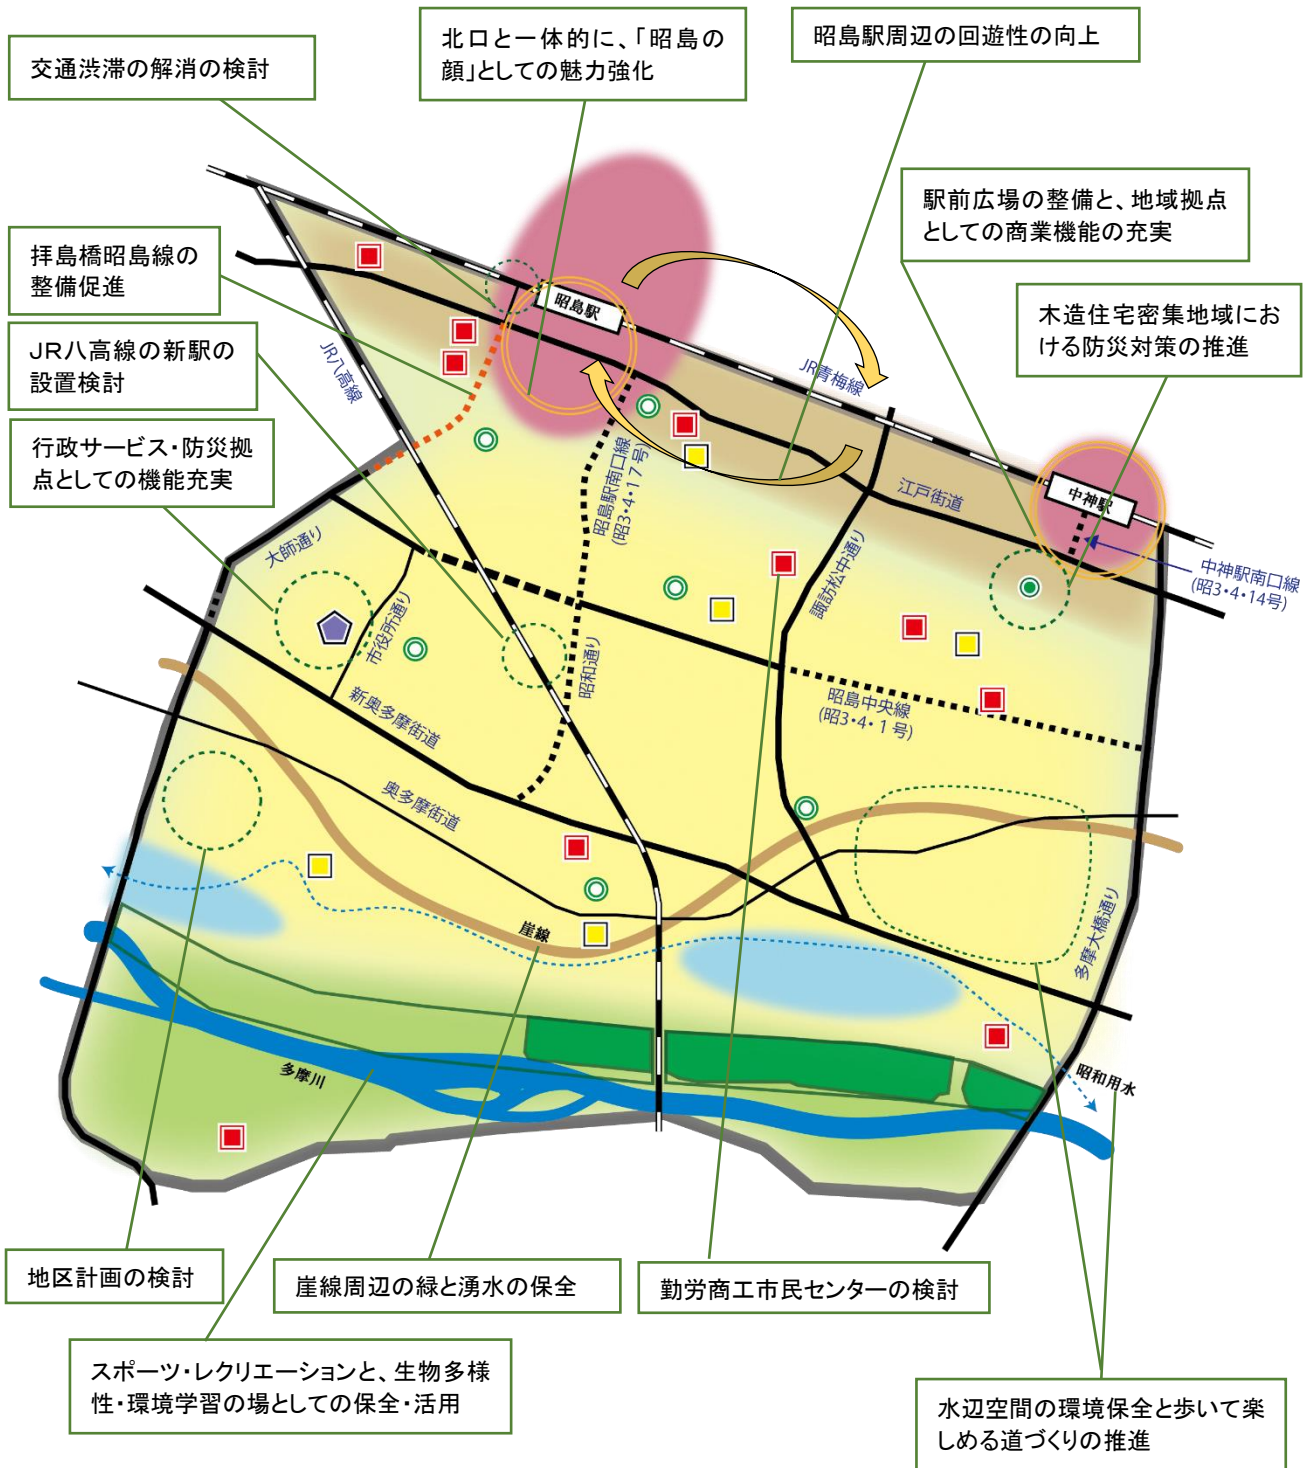 北口と一体的に、「昭島の
顔」としての魅力強化
昭島駅周辺の回遊性の向上
交通渋滞の解消の検討
駅前広場の整備と、地域拠点
としての商業機能の充実
拝島橋昭島線の
整備促進
木造住宅密集地域にお
ける防災対策の推進
JR八高線の新駅の
設置検討
行政サービス・防災拠
点としての機能充実
昭島駅
JR八高線
JR青梅線
昭島駅南口線
(昭3・4・17号)
江戸街道
中神駅
中神駅南口線
(昭3・4・14号)
大師通り
諏訪松中通り
市役所通り
昭和通り
新奥多摩街道
昭島中央線
(昭3・4・1号)
奥多摩街道
崖線
多摩大橋通り
多摩川
昭和用水
地区計画の検討
崖線周辺の緑と湧水の保全
勤労商工市民センターの検討
スポーツ・レクリエーションと、生物多様
性・環境学習の場としての保全・活用
水辺空間の環境保全と歩いて楽
しめる道づくりの推進